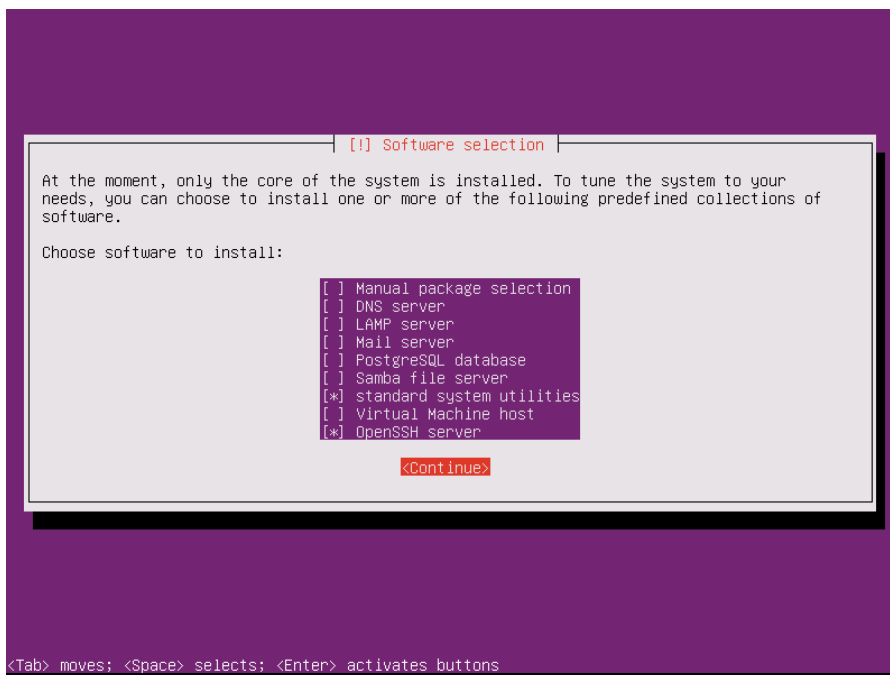 [!] Software selection
At the moment, only the core of the system is installed. To tune the system to your
needs, you can choose to install one or more of the following predefined collections of
software.
Choose software to install:
[ ] Manual package selection
[ ] DNS server
[ ] LAMP server
[ ] Mail server
[ ] PostgreSQL database
[ ] Samba file server
[*] standard system utilities
[ ] Virtual Machine host
[*] OpenSSH server
<Continue>
<Tab> moves; <Space> selects; <Enter> activates buttons